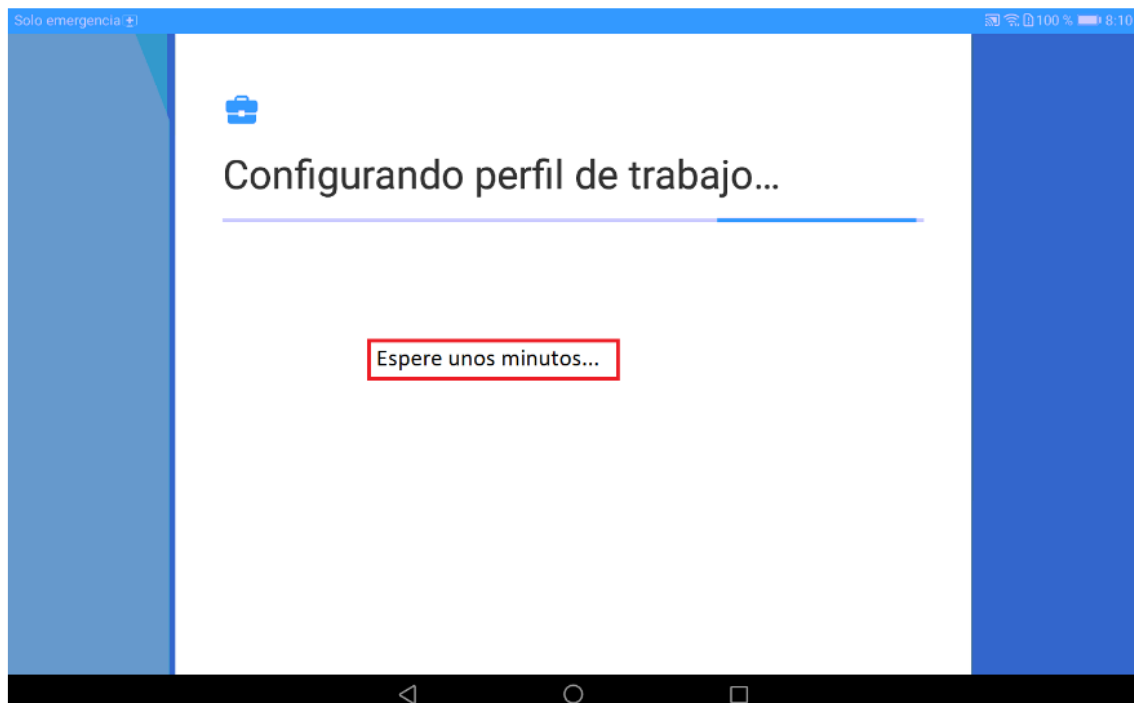 Solo emergencia
100 % 8:10
Configurando perfil de trabajo...
Espere unos minutos...